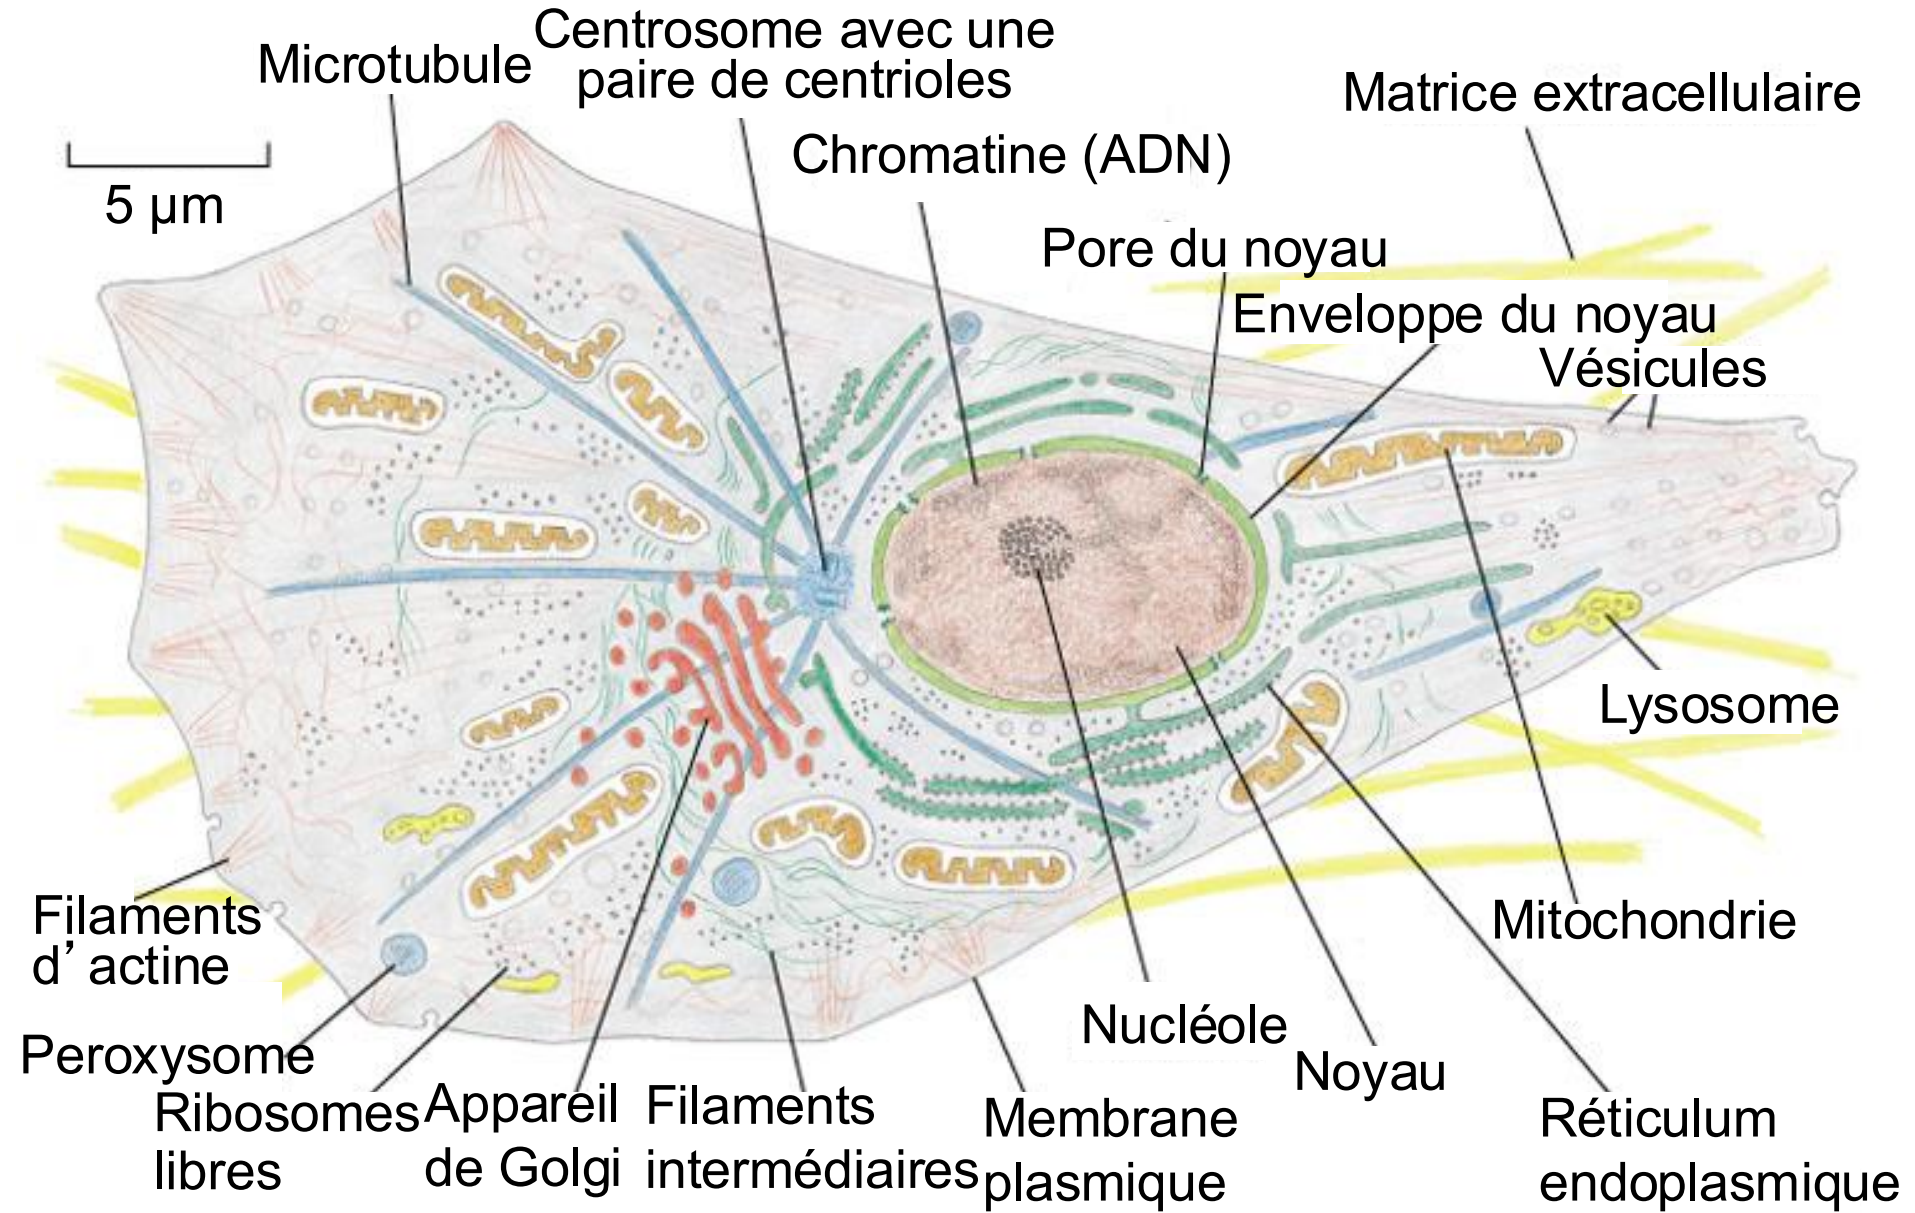 Centrosome avec une
paire de centrioles
Microtubule
Matrice extracellulaire
Chromatine (ADN)
5 µm
Pore du noyau
Enveloppe du noyau
Vésicules
Lysosome
Mitochondrie
Filaments
d’ actine
Nucléole
Peroxysome
Noyau
Ribosomes
libres
Appareil
de Golgi
Filaments
intermédiaires
Membrane
plasmique
Réticulum
endoplasmique